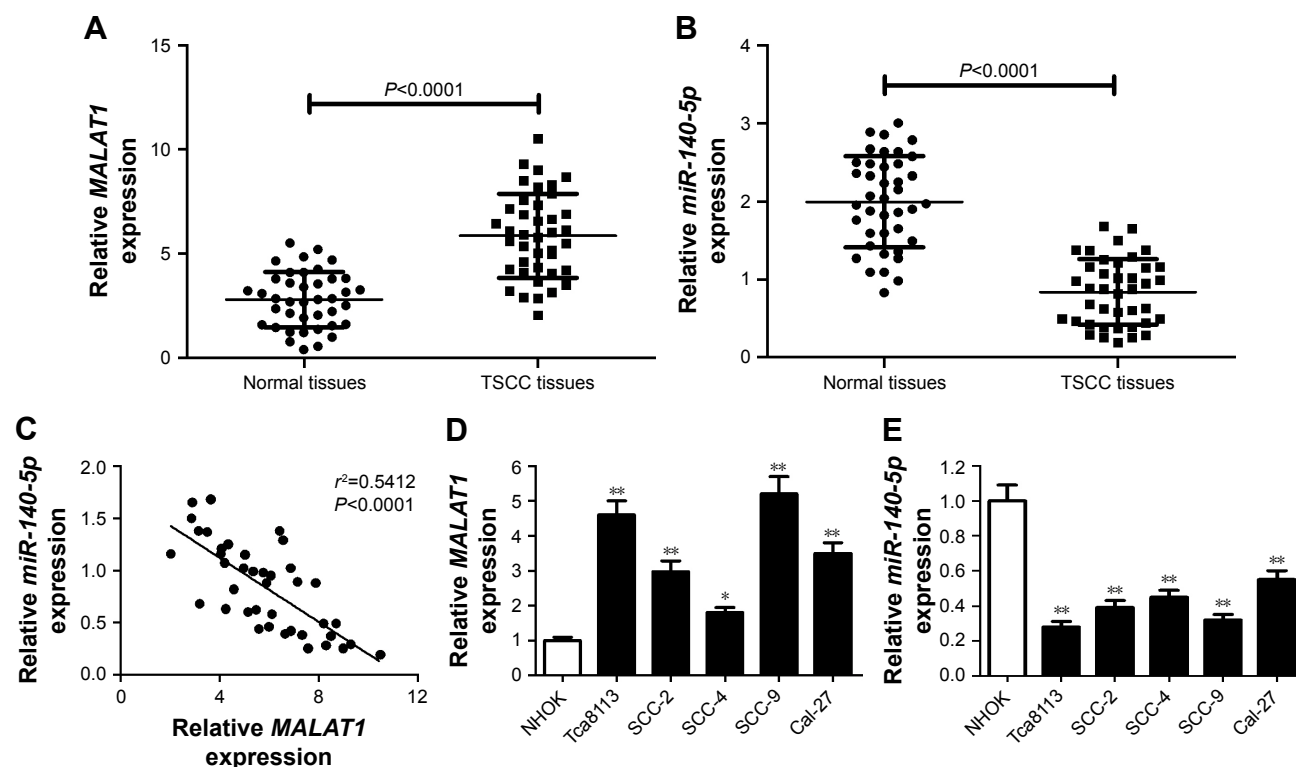 A
Relative MALAT1
expression
15
10
5
0
P<0.0001
Normal tissues
TSCC tissues
B
Relative miR-140-5p
expression
4
3
2
1
0
P<0.0001
Normal tissues
TSCC tissues
C
Relative miR-140-5p
expression
2.0
1.5
1.0
0.5
0.0
r²=0.5412
P<0.0001
0
4
8
12
Relative MALAT1
expression
D
Relative MALAT1
expression
6
5
4
3
2
1
0
**
**
*
**
**
NHOK
Tca8113
SCC-2
SCC-4
SCC-9
Cal-27
E
Relative miR-140-5p
expression
1.2
1.0
0.8
0.6
0.4
0.2
0.0
**
**
**
**
**
NHOK
Tca8113
SCC-2
SCC-4
SCC-9
Cal-27